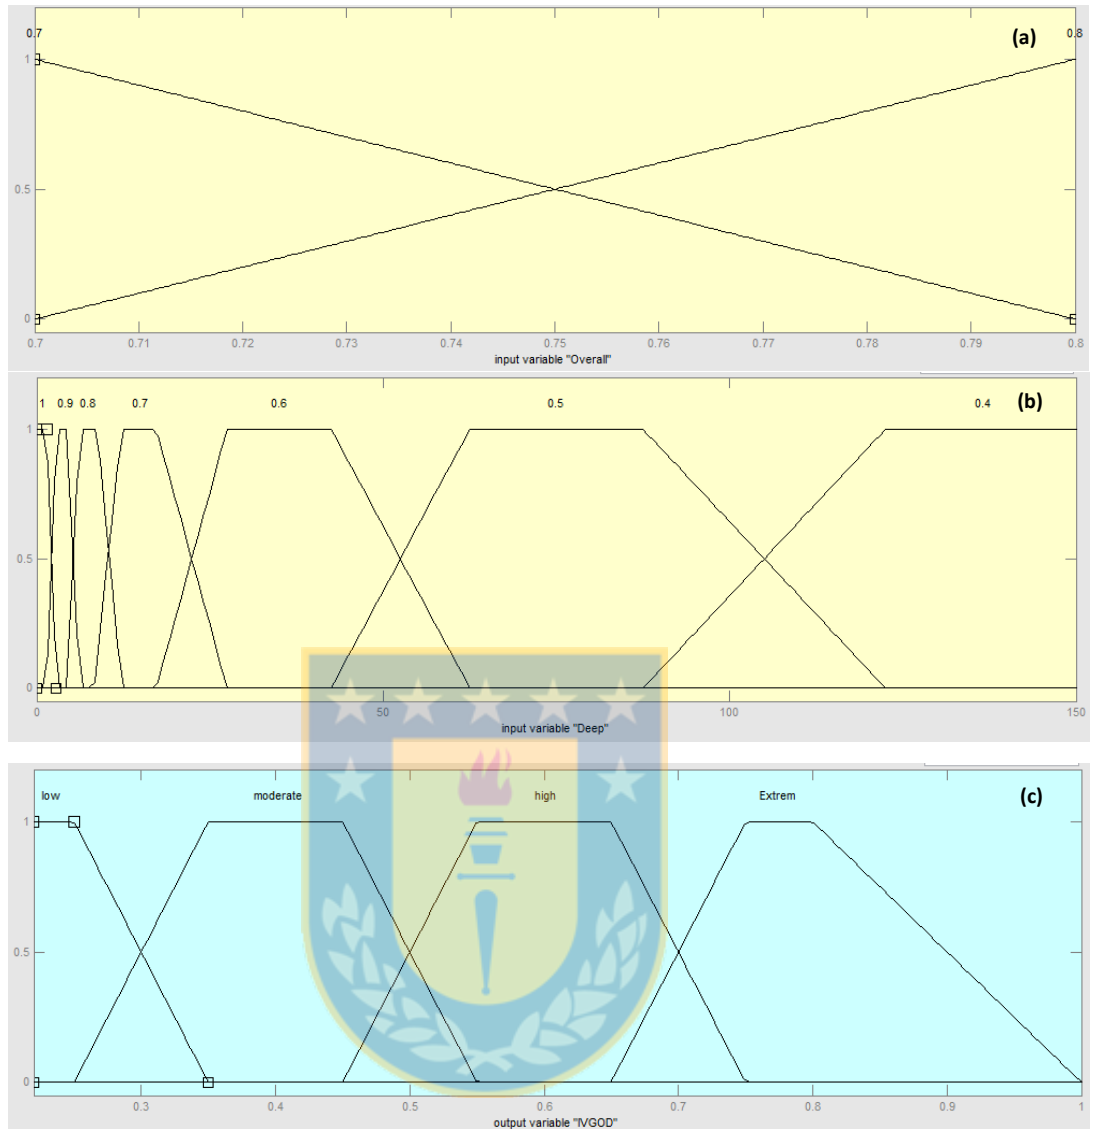 0.7 (a) 0.8
1
0.5
0
0.7 0.71 0.72 0.73 0.74 0.75 0.76 0.77 0.78 0.79 0.8
input variable "Overall"
1 0.9 0.8 0.7 0.6 0.5 0.4 (b)
1
0.5
0
0 50 100 150
input variable "Deep"
low moderate high Extrem (c)
1
0.5
0
0.3 0.4 0.5 0.6 0.7 0.8 0.9 1
output variable "IVGOD"